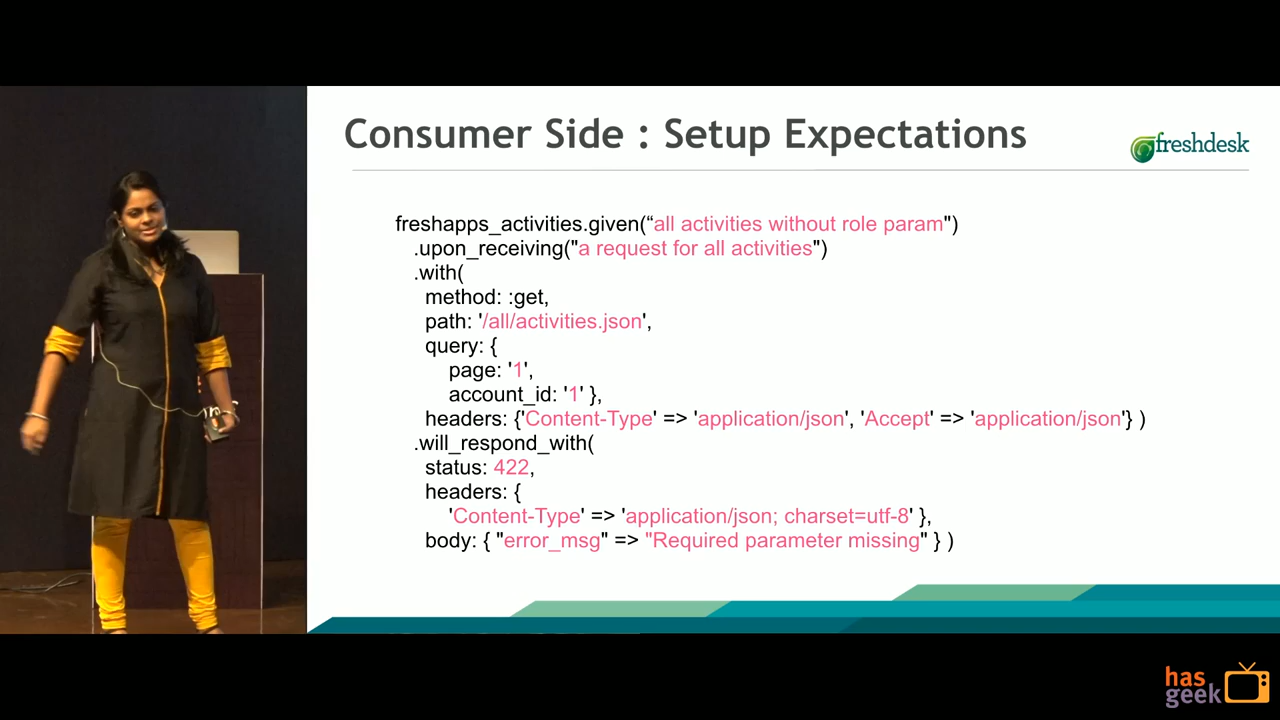 Consumer Side : Setup Expectations
freshdesk
freshapps_activities.given(“all activities without role param")
.upon_receiving("a request for all activities")
.with(
method: :get,
path: '/all/activities.json',
query: {
page: '1',
account_id: '1' },
headers: {'Content-Type' => 'application/json', 'Accept' => 'application/json'} )
.will_respond_with(
status: 422,
headers: {
'Content-Type' => 'application/json; charset=utf-8' },
body: { "error_msg" => "Required parameter missing" } )
has
geek